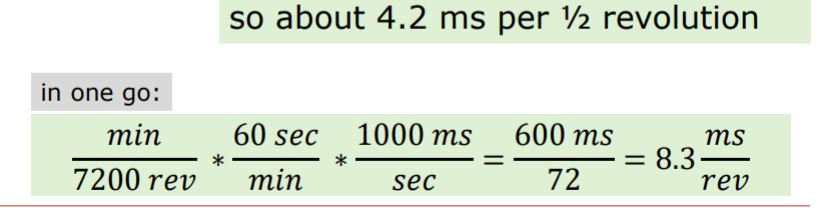 so about 4.2 ms per ½ revolution
in one go:
min/7200 rev * 60 sec/min * 1000 ms/sec = 600 ms/72 = 8.3 ms/rev